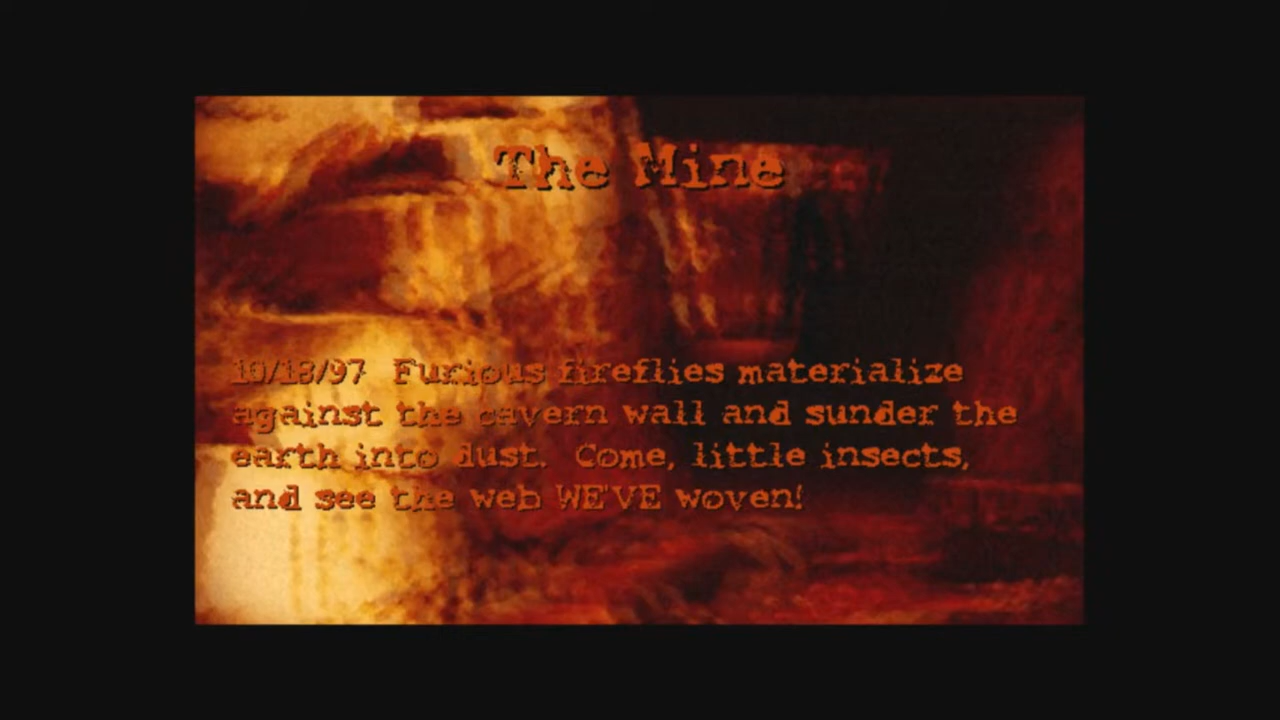 The Mine
10/18/97 Furious fireflies materialize
against the cavern wall and sunder the
earth into dust. Come, little insects,
and see the web WE'VE woven!